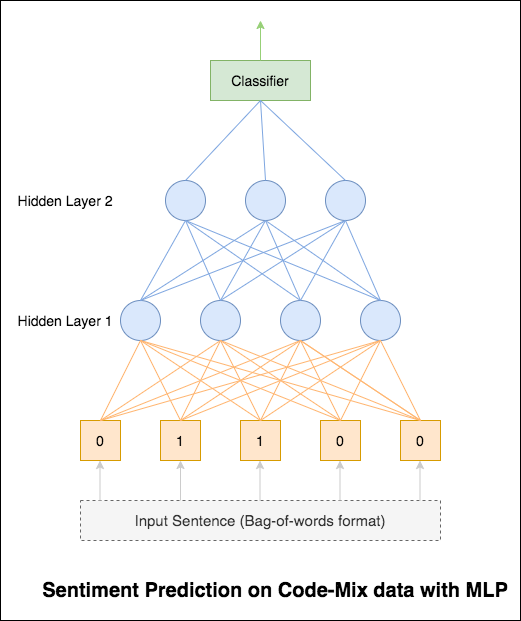 Classifier
Hidden Layer 2
Hidden Layer 1
0 1 1 0 0
Input Sentence (Bag-of-words format)
Sentiment Prediction on Code-Mix data with MLP